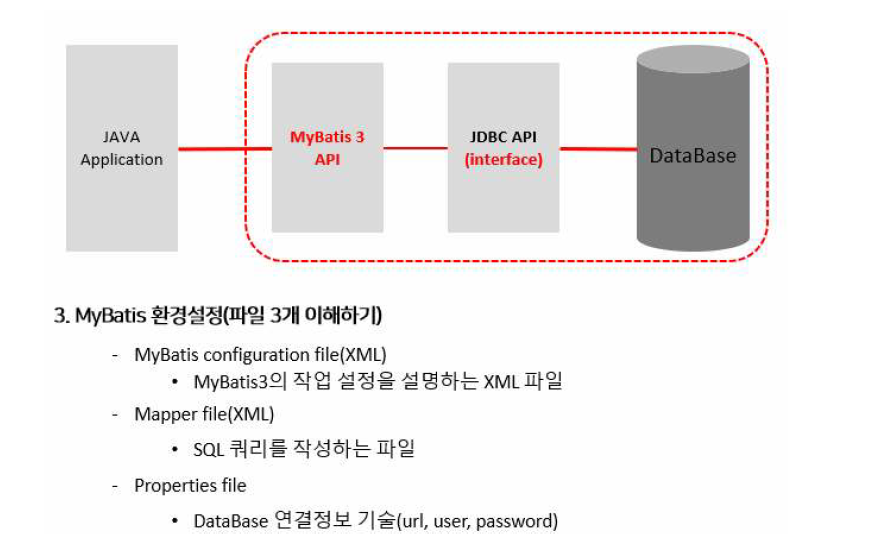 JAVA
Application
MyBatis 3
API
JDBC API
(interface)
DataBase
3. MyBatis 환경설정(파일 3개 이해하기)
- MyBatis configuration file(XML)
• MyBatis3의 작업 설정을 설명하는 XML 파일
- Mapper file(XML)
• SQL 쿼리를 작성하는 파일
- Properties file
• DataBase 연결정보 기술(url, user, password)